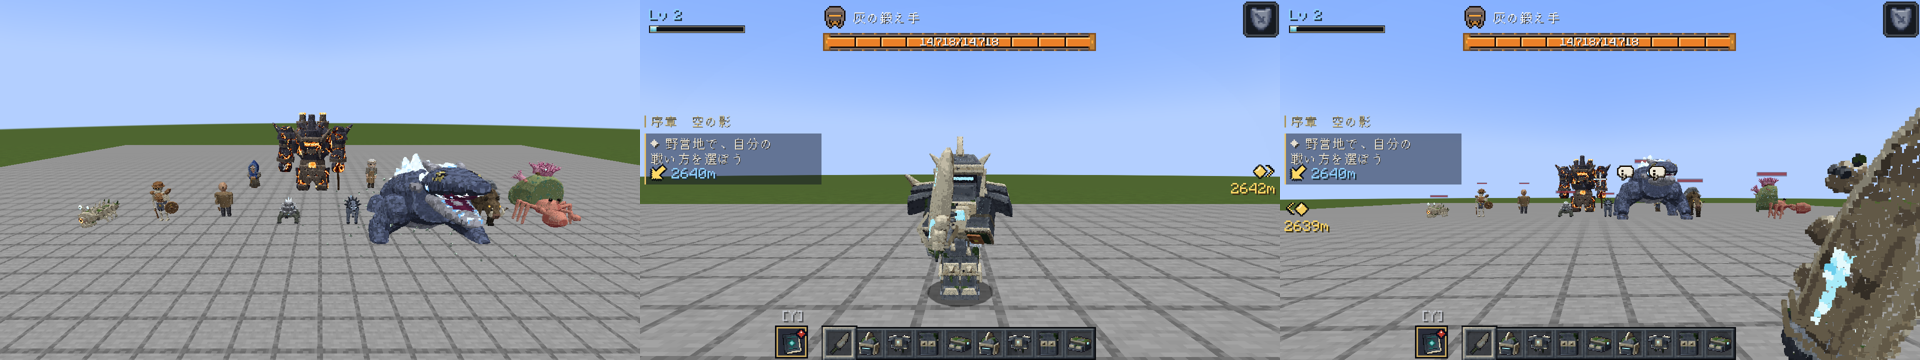 Lv 2
灰の鍛え手
14718/14718
序章 空の影
野営地で、自分の
戦い方を選ぼう
2640m
2642m
[Y]
Lv 2
灰の鍛え手
14718/14718
序章 空の影
野営地で、自分の
戦い方を選ぼう
2640m
2639m
[Y]